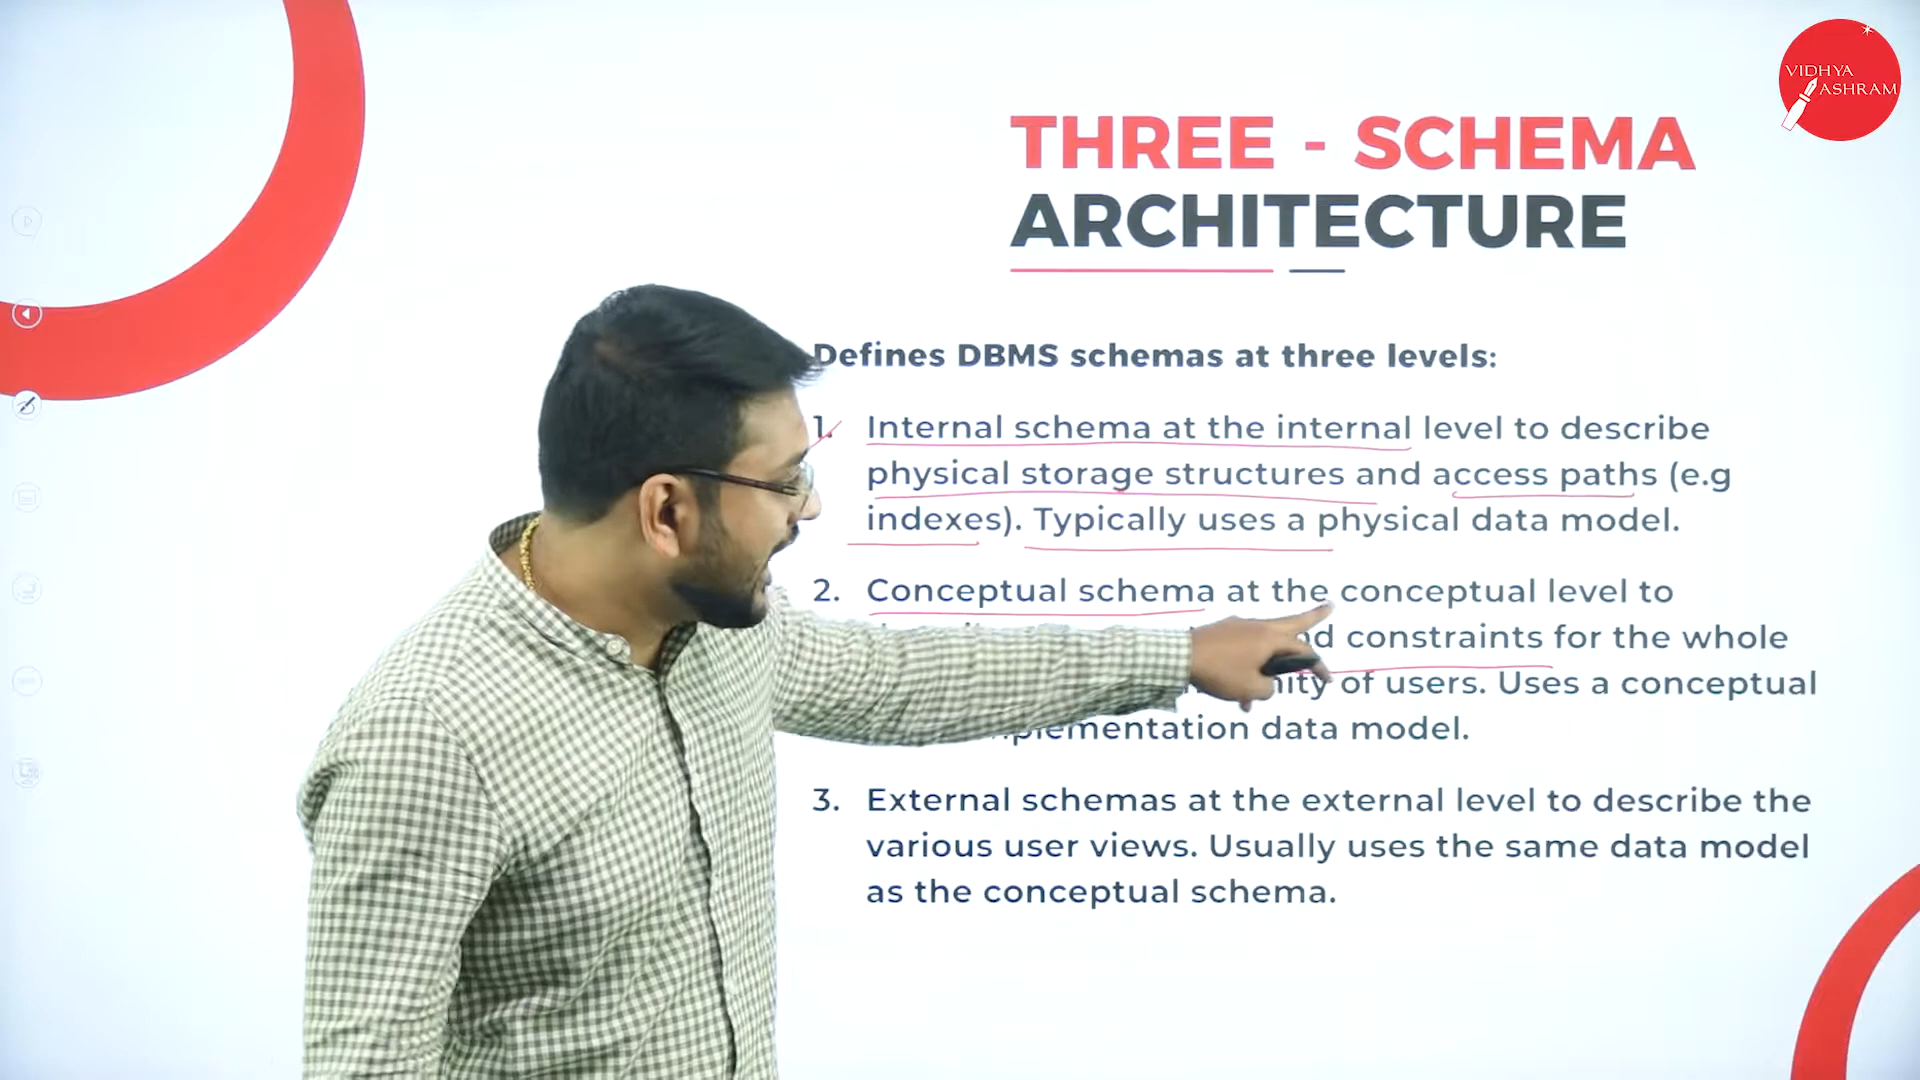 VIDHYA
ASHRAM
THREE - SCHEMA
ARCHITECTURE
Defines DBMS schemas at three levels:
1. Internal schema at the internal level to describe
physical storage structures and access paths (e.g
indexes). Typically uses a physical data model.
2. Conceptual schema at the conceptual level to
constraints for the whole
of users. Uses a conceptual
data model.
3. External schemas at the external level to describe the
various user views. Usually uses the same data model
as the conceptual schema.